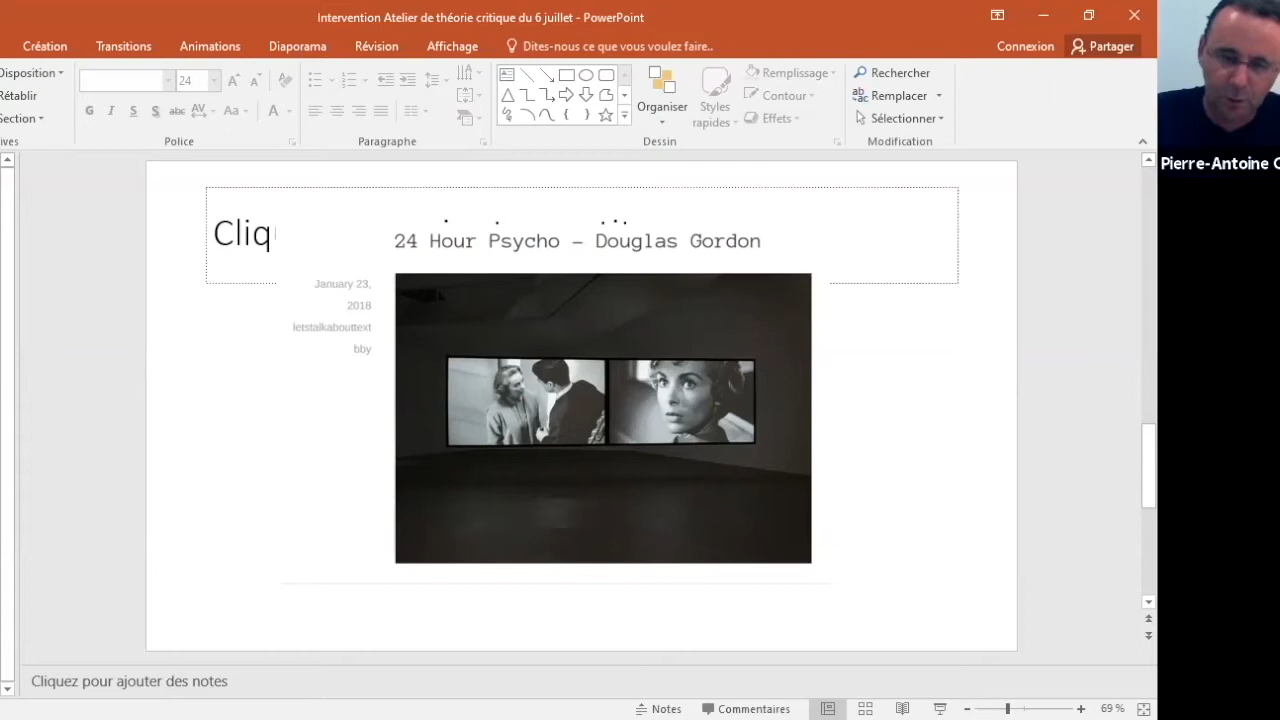 Intervention Atelier de théorie critique du 6 juillet - PowerPoint
Création Transitions Animations Diaporama Révision Affichage Dites-nous ce que vous voulez faire.. Connexion Partager
Disposition
Rétablir
Section
24
G I S S abc AV Aa A
Organiser
Styles
rapides
Remplissage
Contour
Effets
Rechercher
Remplacer
Sélectionner
ives Police Paragraphe Dessin Modification
Cliq
24 Hour Psycho – Douglas Gordon
January 23,
2018
letstalkabouttext
bby
Pierre-Antoine C
Cliquez pour ajouter des notes
Notes Commentaires 69 %